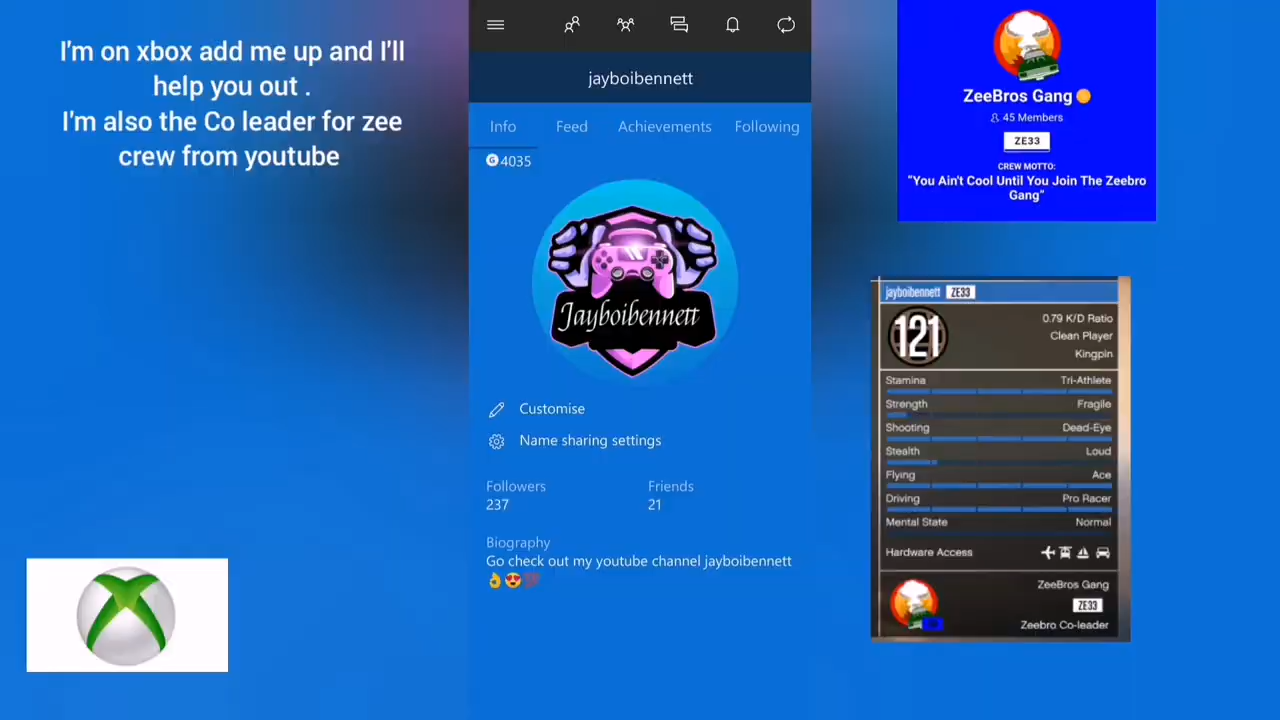 I'm on xbox add me up and I'll
help you out .
I'm also the Co leader for zee
crew from youtube
jayboibennett
Info
Feed
Achievements
Following
G 4035
Jayboibennett
Customise
Name sharing settings
Followers
237
Friends
21
Biography
Go check out my youtube channel jayboibennett
👌😍💯
ZeeBros Gang
45 Members
ZE33
CREW MOTTO:
"You Ain't Cool Until You Join The Zeebro
Gang"
jayboibennett ZE33
121
0.79 K/D Ratio
Clean Player
Kingpin
Stamina Tri-Athlete
Strength Fragile
Shooting Dead-Eye
Stealth Loud
Flying Ace
Driving Pro Racer
Mental State Normal
Hardware Access
ZeeBros Gang
ZE33
Zeebro Co-leader